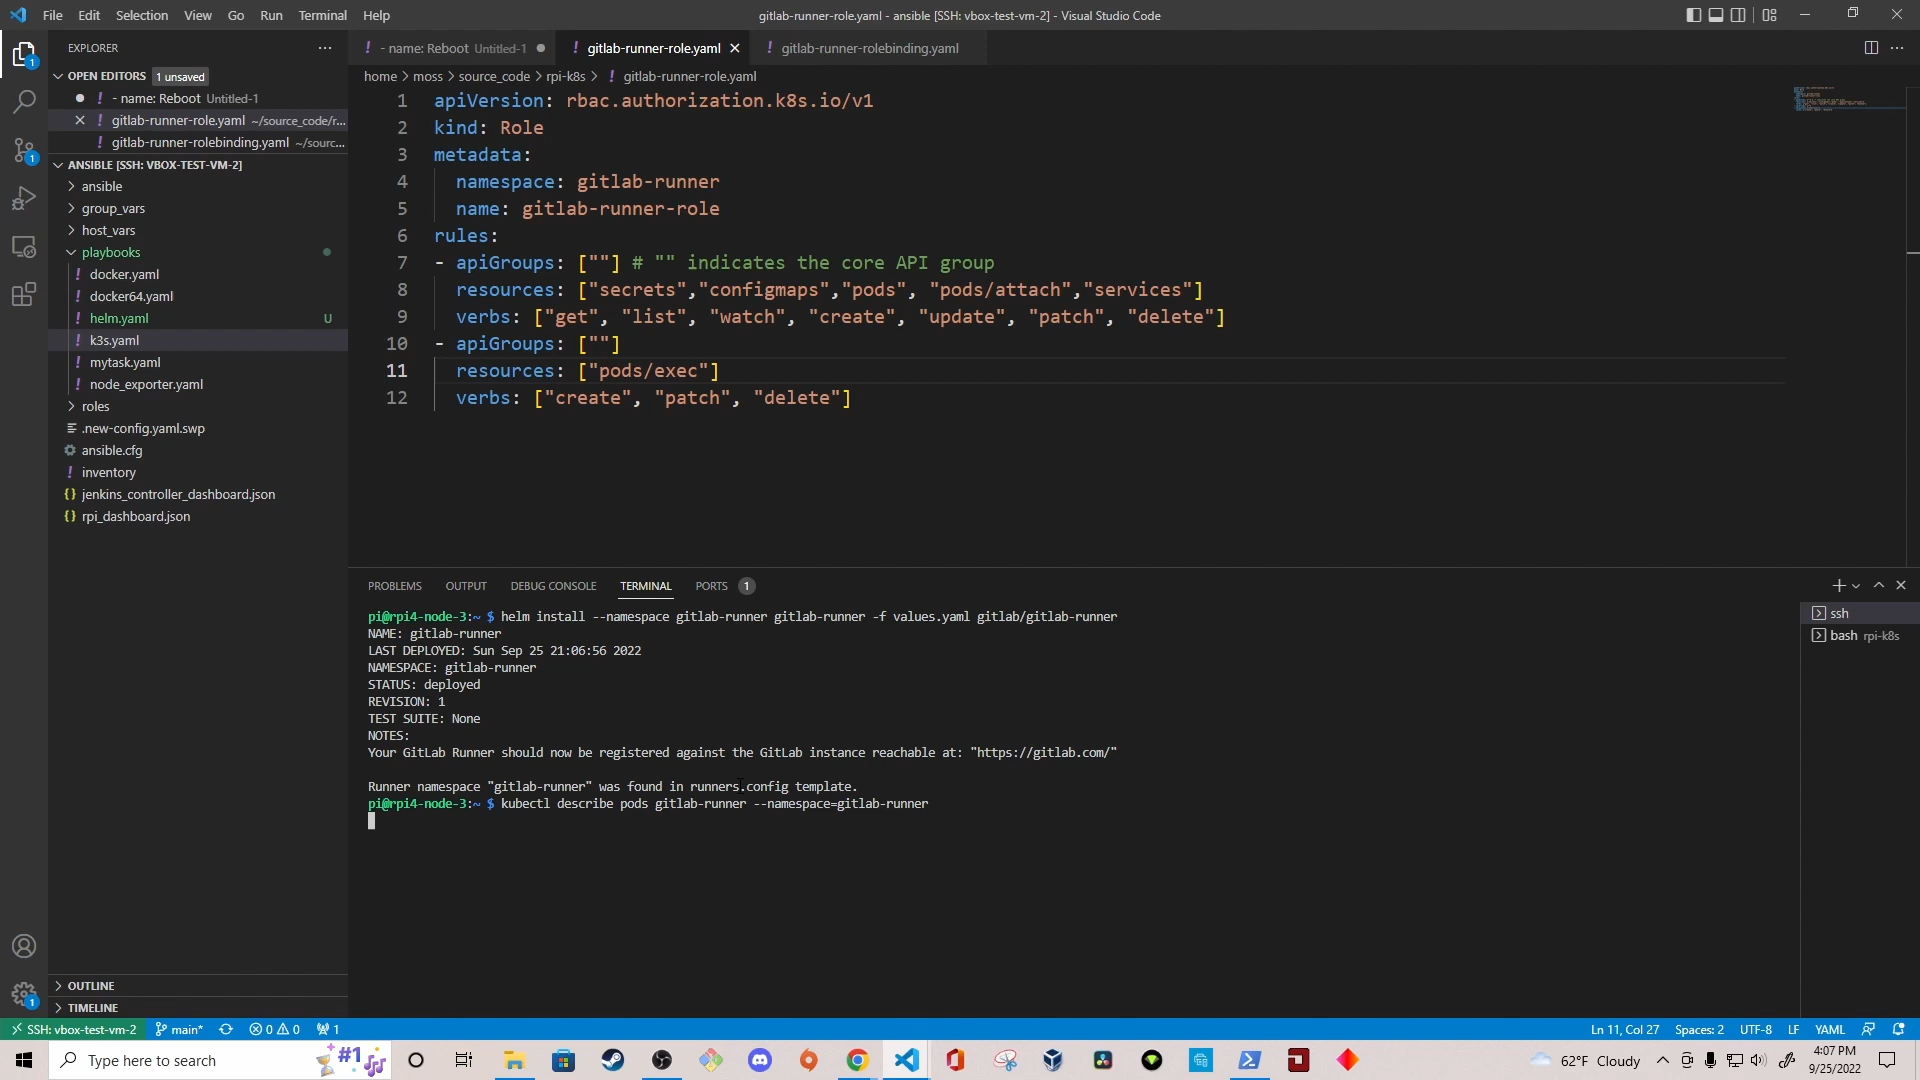 File Edit Selection View Go Run Terminal Help
gitlab-runner-role.yaml - ansible [SSH: vbox-test-vm-2] - Visual Studio Code
EXPLORER
OPEN EDITORS 1 unsaved
- name: Reboot Untitled-1
gitlab-runner-role.yaml ~/source_code/r...
gitlab-runner-rolebinding.yaml ~/sourc...
ANSIBLE [SSH: VBOX-TEST-VM-2]
ansible
group_vars
host_vars
playbooks
docker.yaml
docker64.yaml
helm.yaml U
k3s.yaml
mytask.yaml
node_exporter.yaml
roles
.new-config.yaml.swp
ansible.cfg
inventory
jenkins_controller_dashboard.json
rpi_dashboard.json
OUTLINE
TIMELINE
- name: Reboot Untitled-1
gitlab-runner-role.yaml
gitlab-runner-rolebinding.yaml
home > moss > source_code > rpi-k8s > ! gitlab-runner-role.yaml
1 apiVersion: rbac.authorization.k8s.io/v1
2 kind: Role
3 metadata:
4 namespace: gitlab-runner
5 name: gitlab-runner-role
6 rules:
7 - apiGroups: [""] # "" indicates the core API group
8 resources: ["secrets","configmaps","pods", "pods/attach","services"]
9 verbs: ["get", "list", "watch", "create", "update", "patch", "delete"]
10 - apiGroups: [""]
11 resources: ["pods/exec"]
12 verbs: ["create", "patch", "delete"]
PROBLEMS OUTPUT DEBUG CONSOLE TERMINAL PORTS 1
pi@rpi4-node-3:~ $ helm install --namespace gitlab-runner gitlab-runner -f values.yaml gitlab/gitlab-runner
NAME: gitlab-runner
LAST DEPLOYED: Sun Sep 25 21:06:56 2022
NAMESPACE: gitlab-runner
STATUS: deployed
REVISION: 1
TEST SUITE: None
NOTES:
Your GitLab Runner should now be registered against the GitLab instance reachable at: "https://gitlab.com/"
Runner namespace "gitlab-runner" was found in runners.config template.
pi@rpi4-node-3:~ $ kubectl describe pods gitlab-runner --namespace=gitlab-runner
ssh
bash rpi-k8s
SSH: vbox-test-vm-2 main* 0 0 1
Ln 11, Col 27 Spaces: 2 UTF-8 LF YAML
Type here to search
#1
62°F Cloudy
4:07 PM
9/25/2022